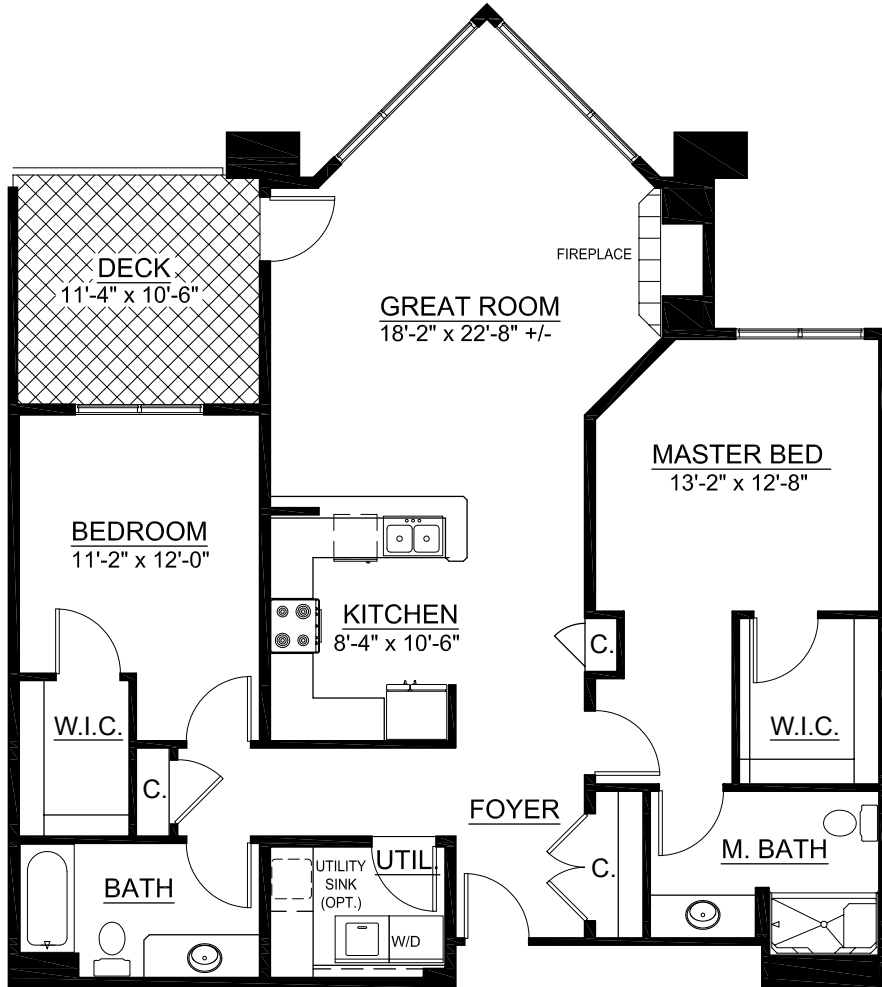 DECK
11'-4" x 10'-6"
FIREPLACE
GREAT ROOM
18'-2" x 22'-8" +/-
MASTER BED
13'-2" x 12'-8"
BEDROOM
11'-2" x 12'-0"
KITCHEN
8'-4" x 10'-6"
C.
W.I.C.
W.I.C.
C.
FOYER
M. BATH
C.
BATH
UTIL.
UTILITY
SINK
(OPT.)
W/D